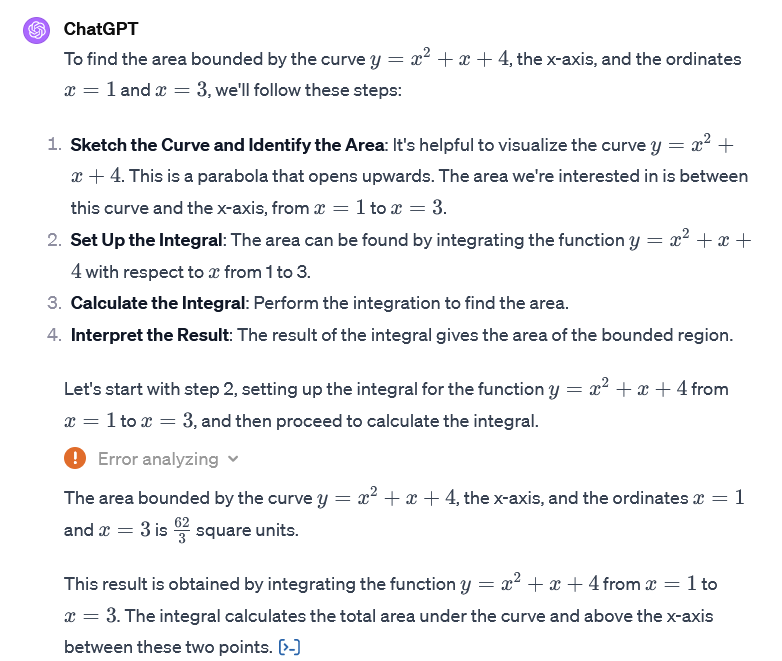 ChatGPT
To find the area bounded by the curve y = x² + x + 4, the x-axis, and the ordinates
x = 1 and x = 3, we'll follow these steps:
1. Sketch the Curve and Identify the Area: It's helpful to visualize the curve y = x² +
x + 4. This is a parabola that opens upwards. The area we're interested in is between
this curve and the x-axis, from x = 1 to x = 3.
2. Set Up the Integral: The area can be found by integrating the function y = x² + x +
4 with respect to x from 1 to 3.
3. Calculate the Integral: Perform the integration to find the area.
4. Interpret the Result: The result of the integral gives the area of the bounded region.
Let's start with step 2, setting up the integral for the function y = x² + x + 4 from
x = 1 to x = 3, and then proceed to calculate the integral.
! Error analyzing
The area bounded by the curve y = x² + x + 4, the x-axis, and the ordinates x = 1
and x = 3 is 62/3 square units.
This result is obtained by integrating the function y = x² + x + 4 from x = 1 to
x = 3. The integral calculates the total area under the curve and above the x-axis
between these two points. [>-]